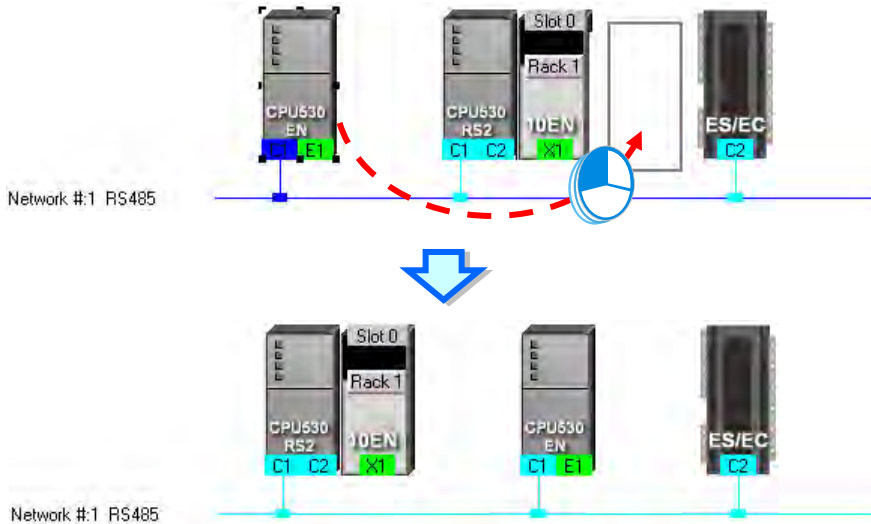 Slot 0
Rack 1
CPU530
EN
CPU530
RS2
10EN
ES/EC
C1 E1
C1 C2
X1
C2
Network #:1 RS485
Slot 0
Rack 1
CPU530
RS2
10EN
CPU530
EN
ES/EC
C1 C2
X1
C1 E1
C2
Network #:1 RS485